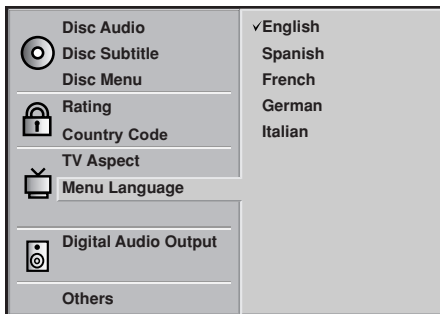 Disc Audio
Disc Subtitle
Disc Menu
Rating
Country Code
TV Aspect
Menu Language
Digital Audio Output
Others
✓English
Spanish
French
German
Italian